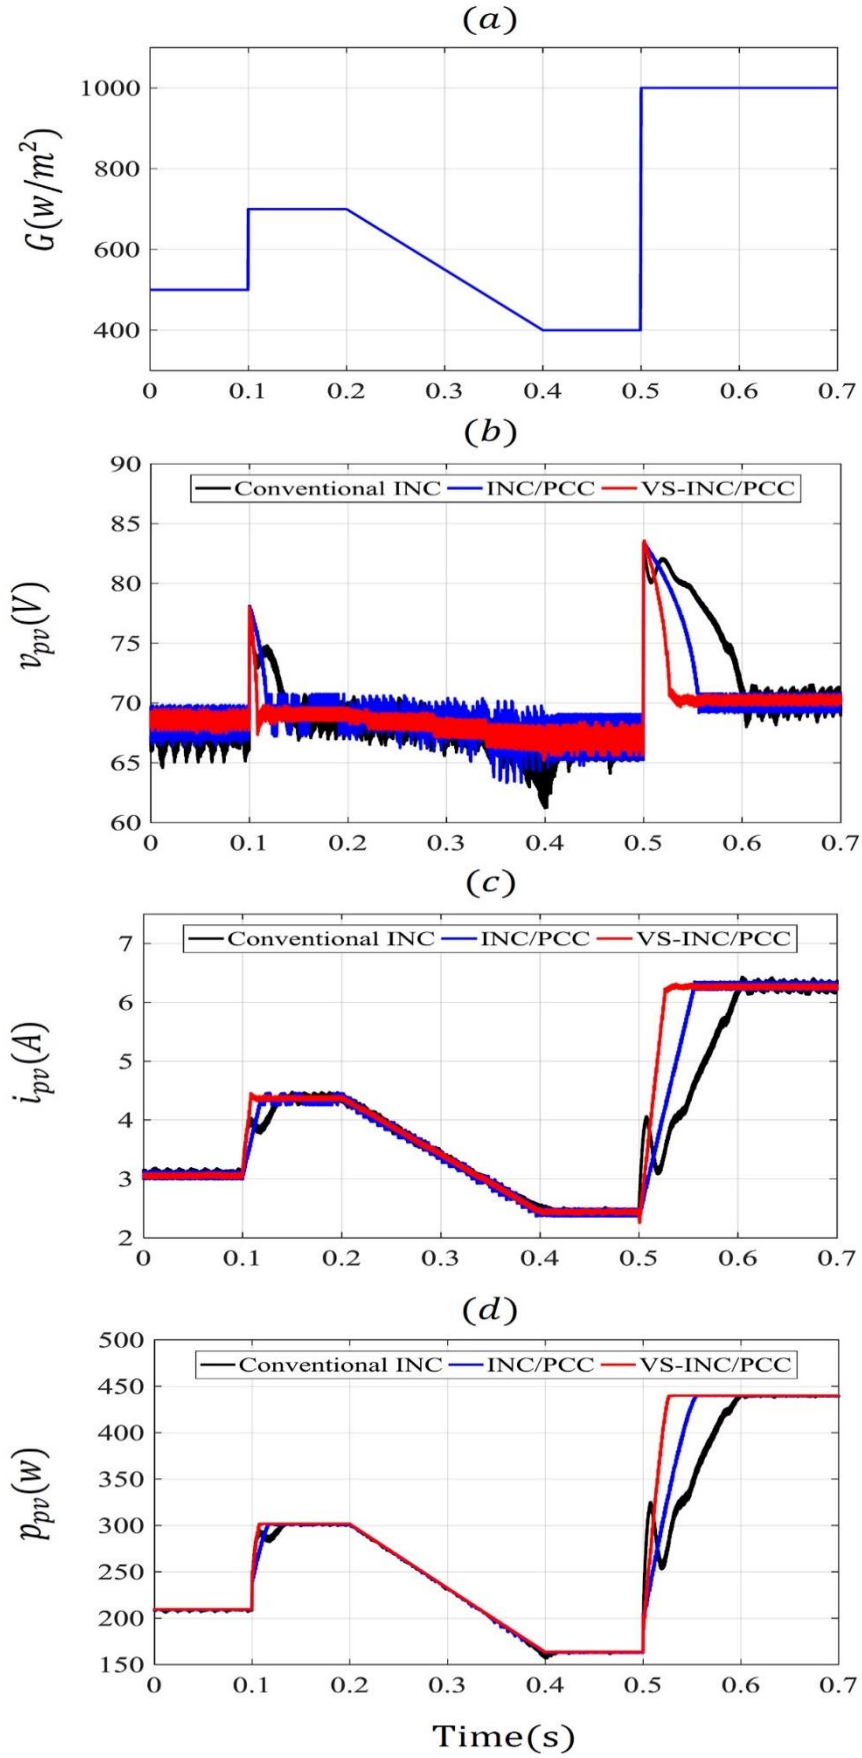 (a)
G(w/m²)
1000
800
600
400
0 0.1 0.2 0.3 0.4 0.5 0.6 0.7
(b)
v_pv(V)
90
Conventional INC INC/PCC VS-INC/PCC
85
80
75
70
65
60
0 0.1 0.2 0.3 0.4 0.5 0.6 0.7
(c)
i_pv(A)
7
Conventional INC INC/PCC VS-INC/PCC
6
5
4
3
2
0 0.1 0.2 0.3 0.4 0.5 0.6 0.7
(d)
p_pv(w)
500
Conventional INC INC/PCC VS-INC/PCC
450
400
350
300
250
200
150
0 0.1 0.2 0.3 0.4 0.5 0.6 0.7
Time(s)